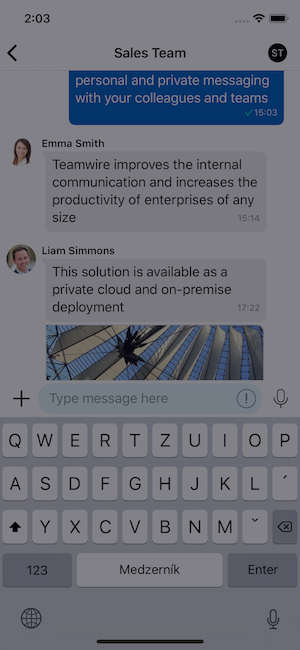 2:03
Sales Team
ST
personal and private messaging
with your colleagues and teams
15:03
Emma Smith
Teamwire improves the internal
communication and increases the
productivity of enterprises of any
size
15:14
Liam Simmons
This solution is available as a
private cloud and on-premise
deployment
17:22
Type message here
Q W E R T Z U I O P
A S D F G H J K L ´
Y X C V B N M ˇ
123 Medzerník Enter